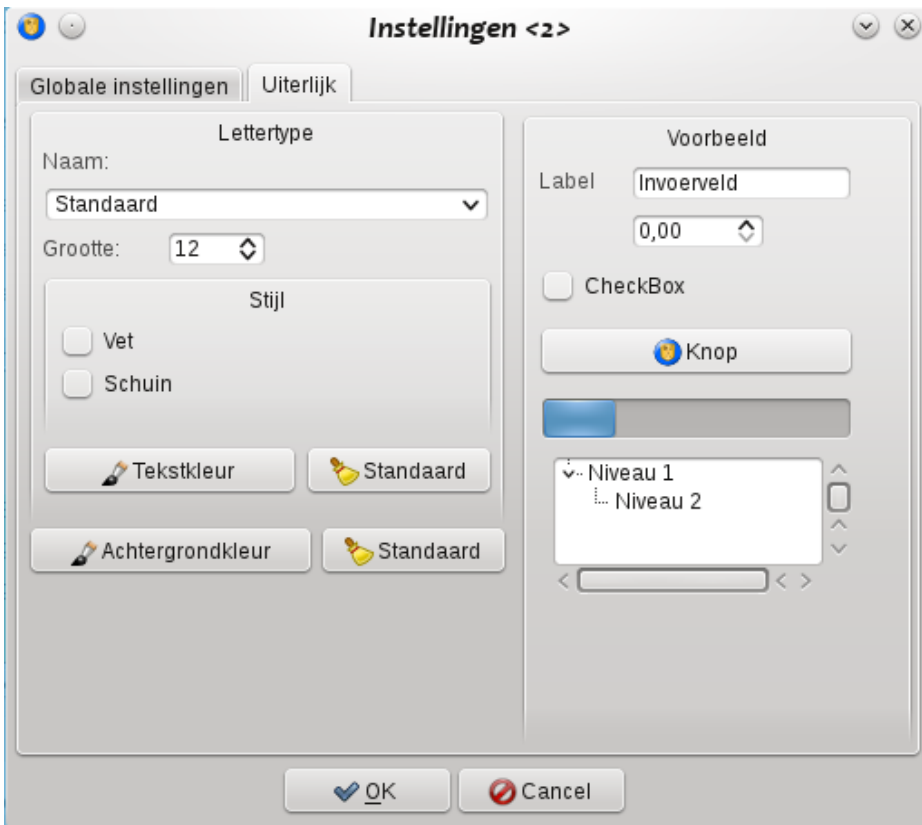 Instellingen <2>
Globale instellingen
Uiterlijk
Lettertype
Naam:
Standaard
Grootte: 12
Stijl
Vet
Schuin
Tekstkleur
Standaard
Achtergrondkleur
Standaard
Voorbeeld
Label Invoerveld
0,00
CheckBox
Knop
Niveau 1
Niveau 2
OK
Cancel